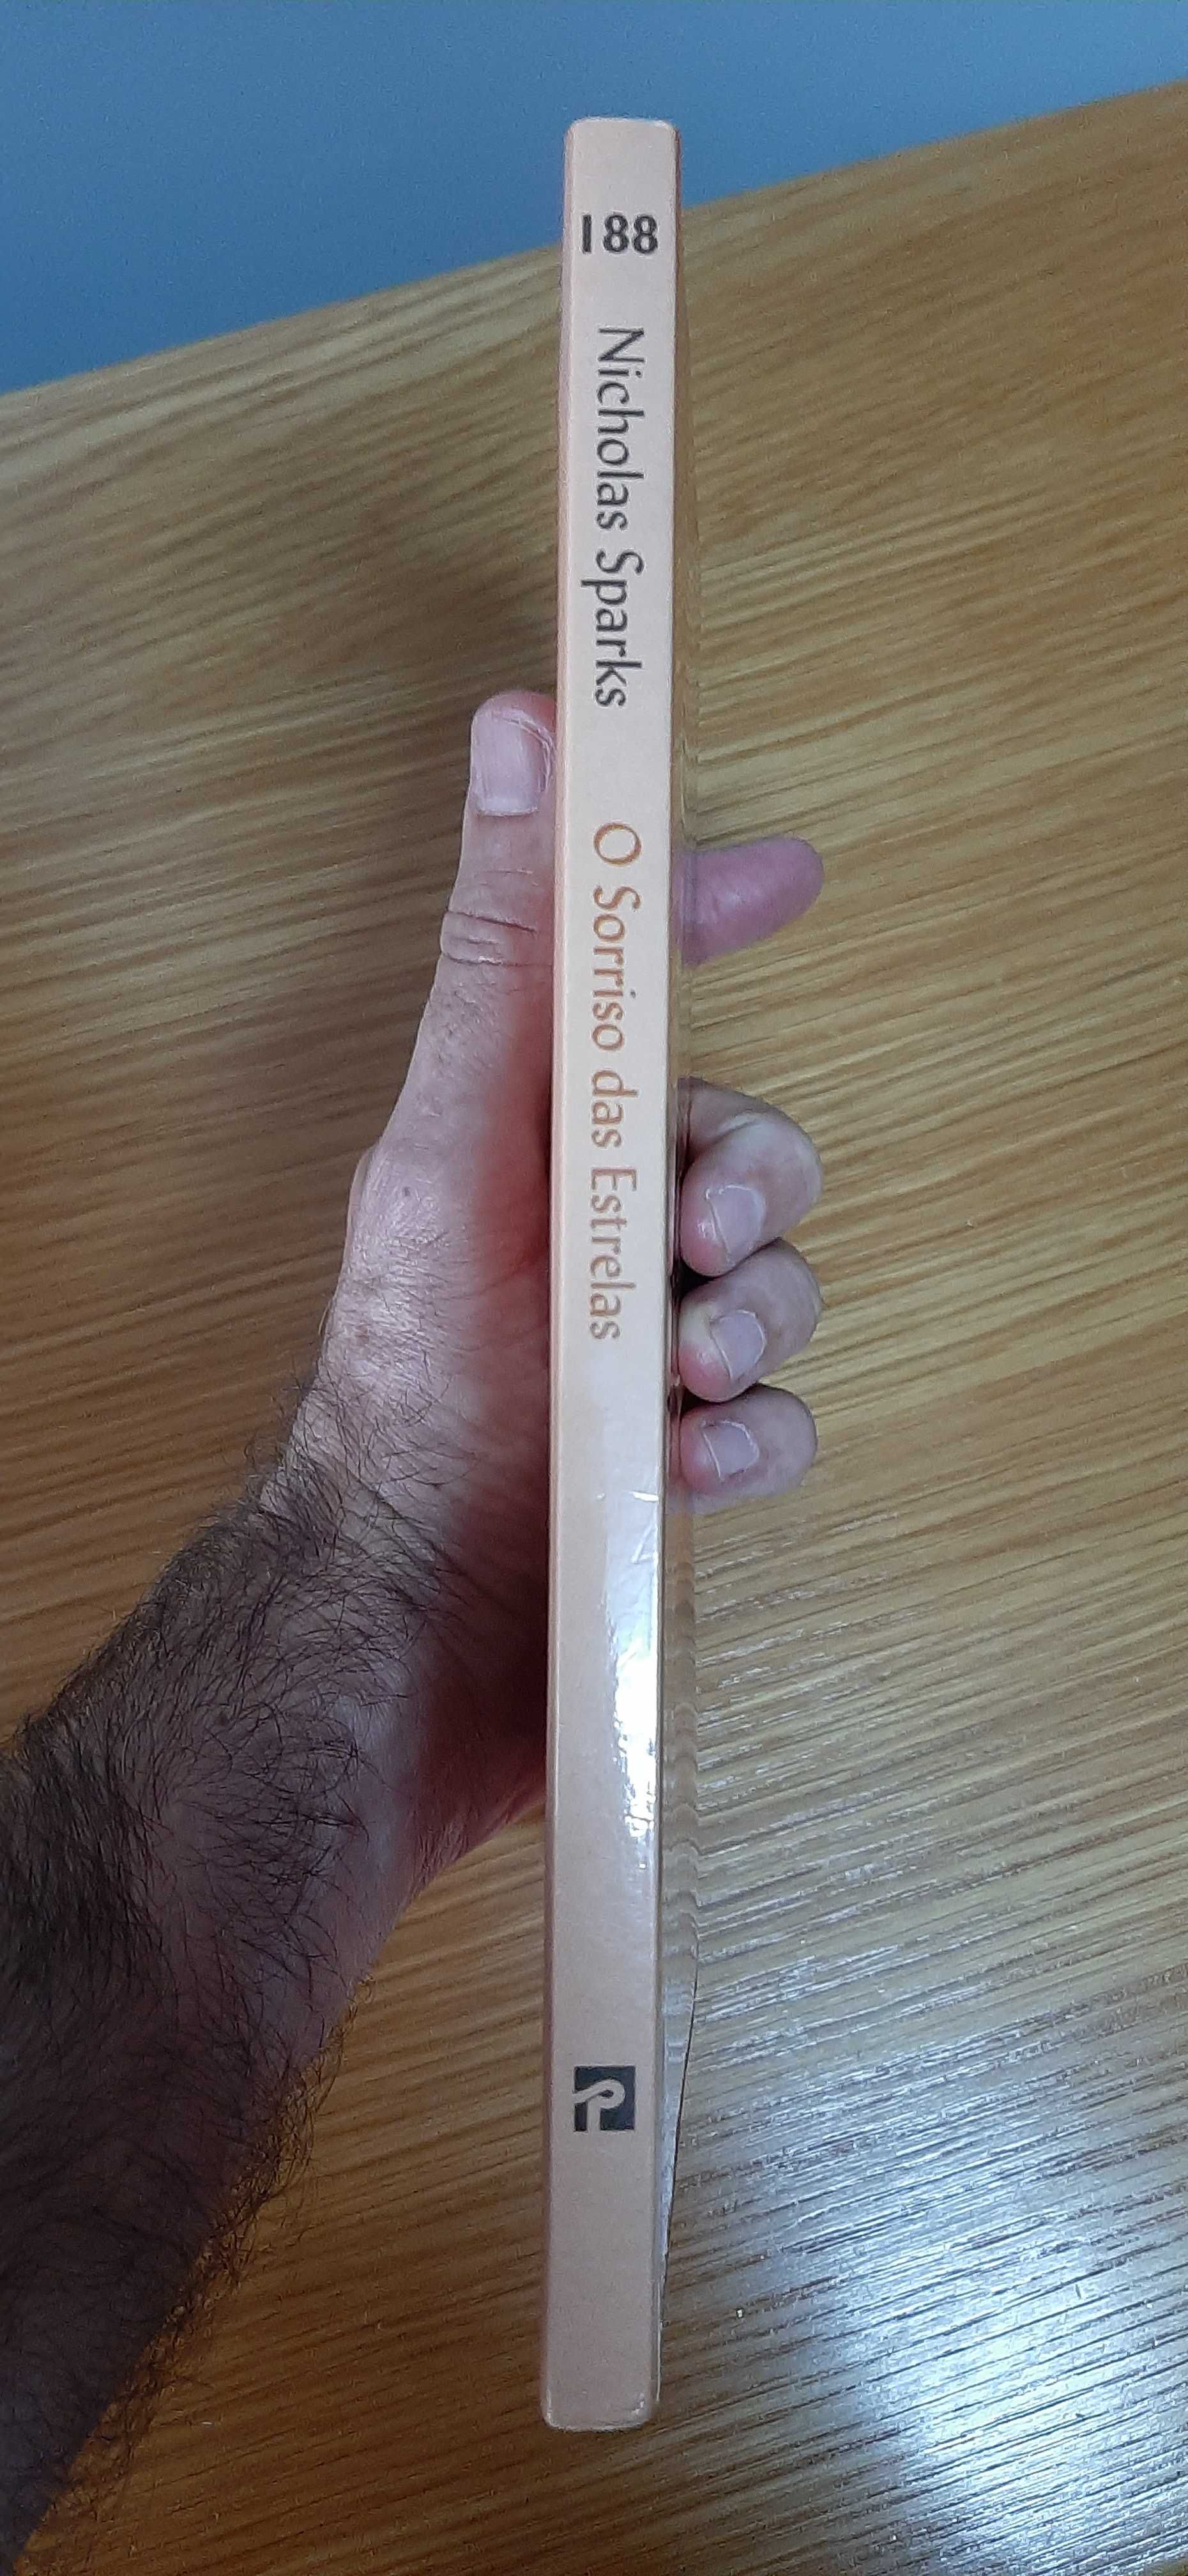 188
Nicholas Sparks
O Sorriso das Estrelas
P